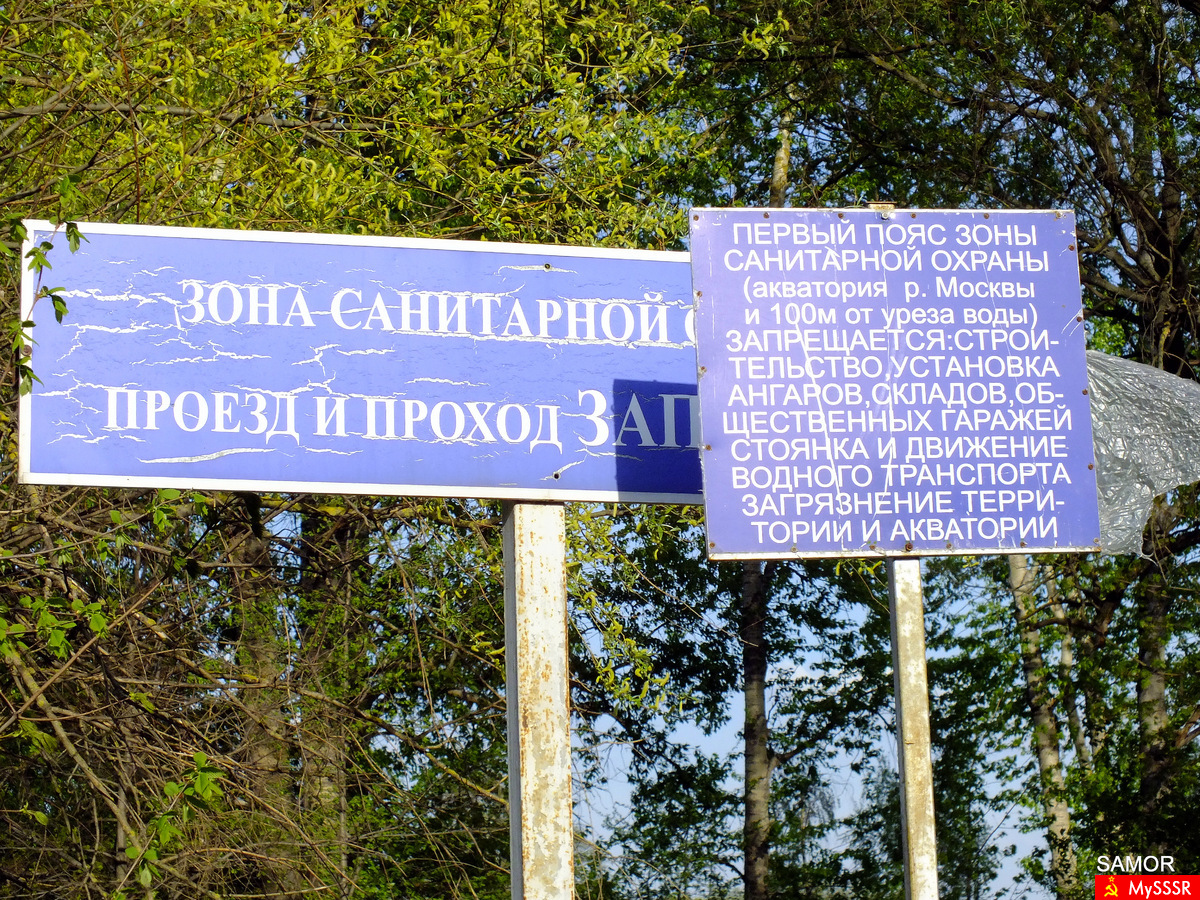 ЗОНА САНИТАРНОЙ
ПРОЕЗД И ПРОХОД ЗАП
ПЕРВЫЙ ПОЯС ЗОНЫ
САНИТАРНОЙ ОХРАНЫ
(акватория р. Москвы
и 100м от уреза воды)
ЗАПРЕЩАЕТСЯ:СТРОИ-
ТЕЛЬСТВО,УСТАНОВКА
АНГАРОВ,СКЛАДОВ,ОБ-
ЩЕСТВЕННЫХ ГАРАЖЕЙ
СТОЯНКА И ДВИЖЕНИЕ
ВОДНОГО ТРАНСПОРТА
ЗАГРЯЗНЕНИЕ ТЕРРИ-
ТОРИИ И АКВАТОРИИ
SAMOR
MySSSR